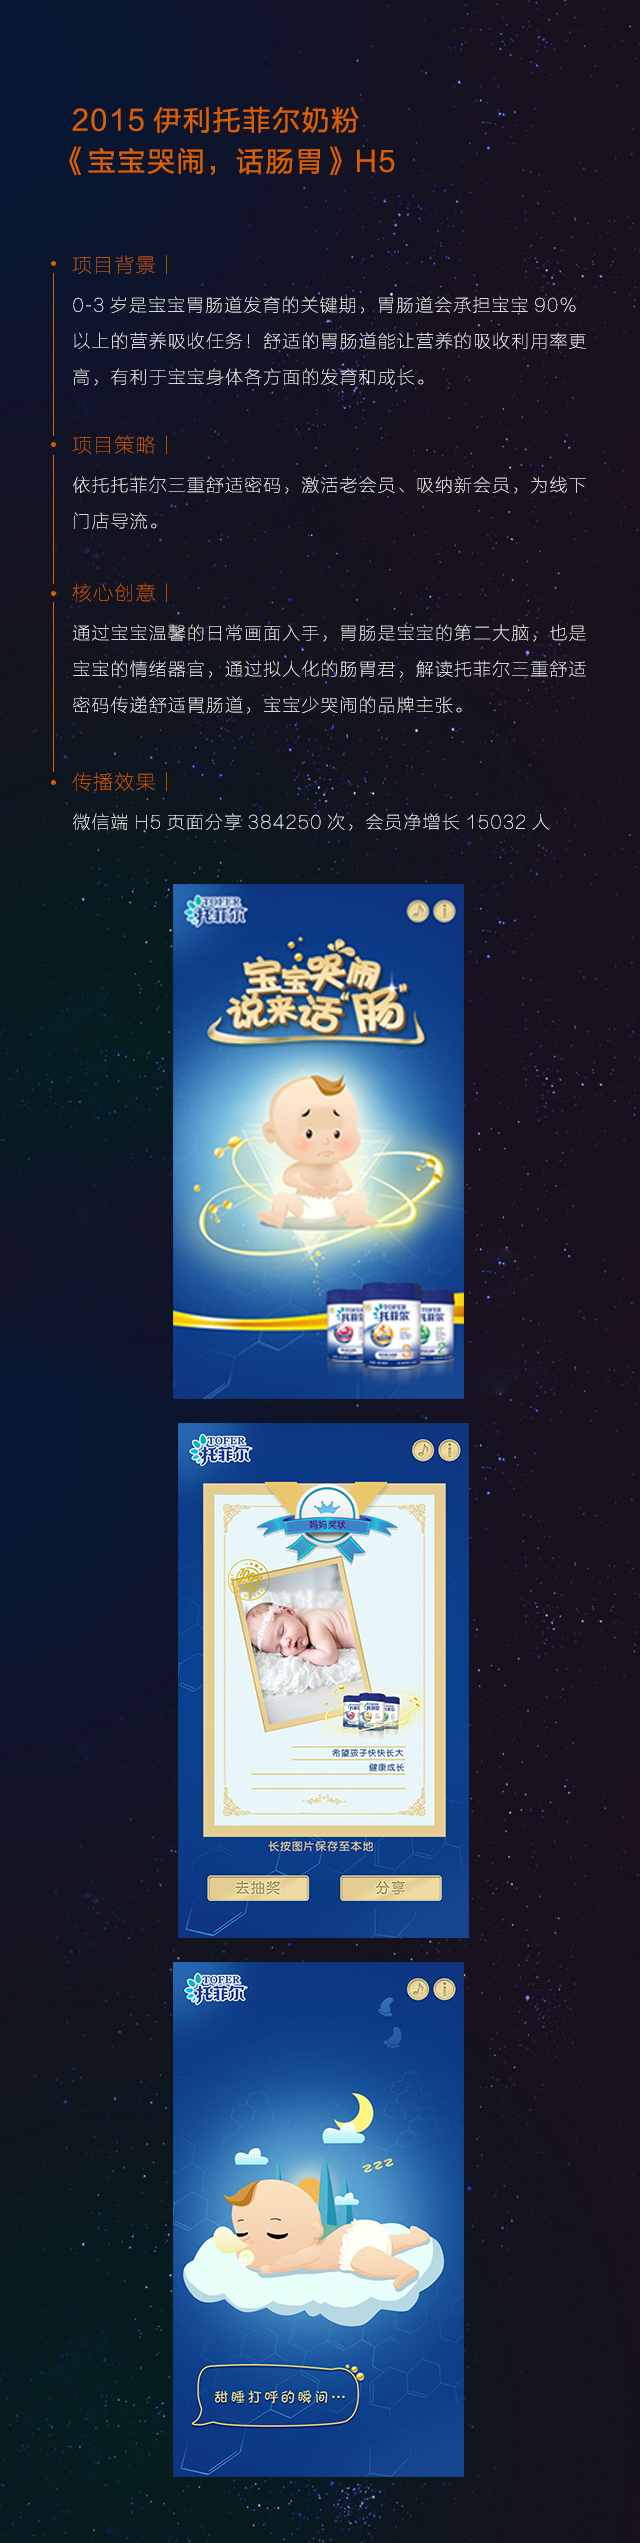 2015 伊利托菲尔奶粉
《宝宝哭闹，话肠胃》H5
项目背景
0-3 岁是宝宝胃肠道发育的关键期，胃肠道会承担宝宝 90%
以上的营养吸收任务！舒适的胃肠道能让营养的吸收利用率更
高，有利于宝宝身体各方面的发育和成长。
项目策略
依托托菲尔三重舒适密码，激活老会员、吸纳新会员，为线下
门店导流。
核心创意
通过宝宝温馨的日常画面入手，胃肠是宝宝的第二大脑，也是
宝宝的情绪器官，通过拟人化的肠胃君，解读托菲尔三重舒适
密码传递舒适胃肠道，宝宝少哭闹的品牌主张。
传播效果
微信端 H5 页面分享 384250 次，会员净增长 15032 人
TOFER
托菲尔
宝宝哭闹
说来话“肠”
TOFER
托菲尔
3
2
TOFER
托菲尔
妈妈奖状
100%
托菲尔
希望孩子快快长大
健康成长
长按图片保存至本地
去抽奖
分享
TOFER
托菲尔
zzz
甜睡打呼的瞬间…